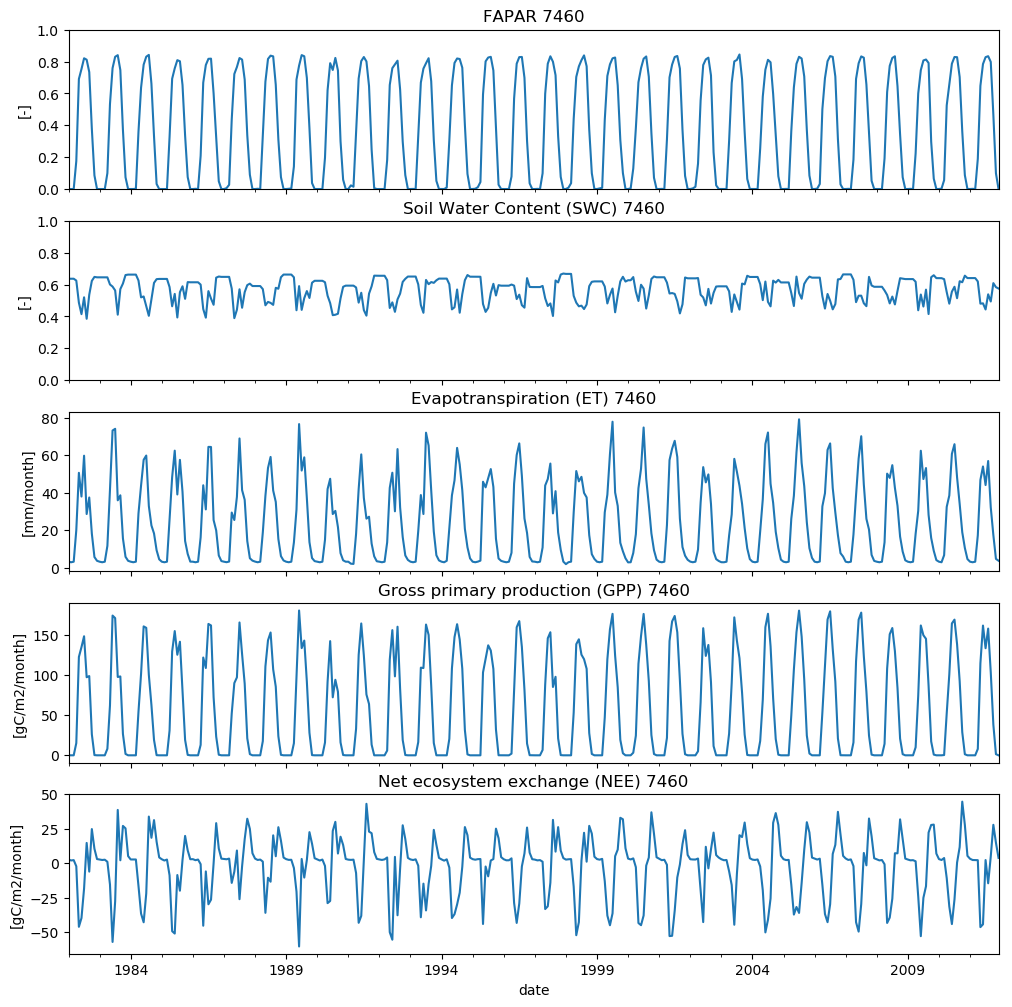 FAPAR 7460
1.0
0.8
0.6
0.4
0.2
0.0
[-]
Soil Water Content (SWC) 7460
1.0
0.8
0.6
0.4
0.2
0.0
[-]
Evapotranspiration (ET) 7460
80
60
40
20
0
[mm/month]
Gross primary production (GPP) 7460
150
100
50
0
[gC/m2/month]
Net ecosystem exchange (NEE) 7460
50
25
0
−25
−50
[gC/m2/month]
1984 1989 1994 1999 2004 2009
date